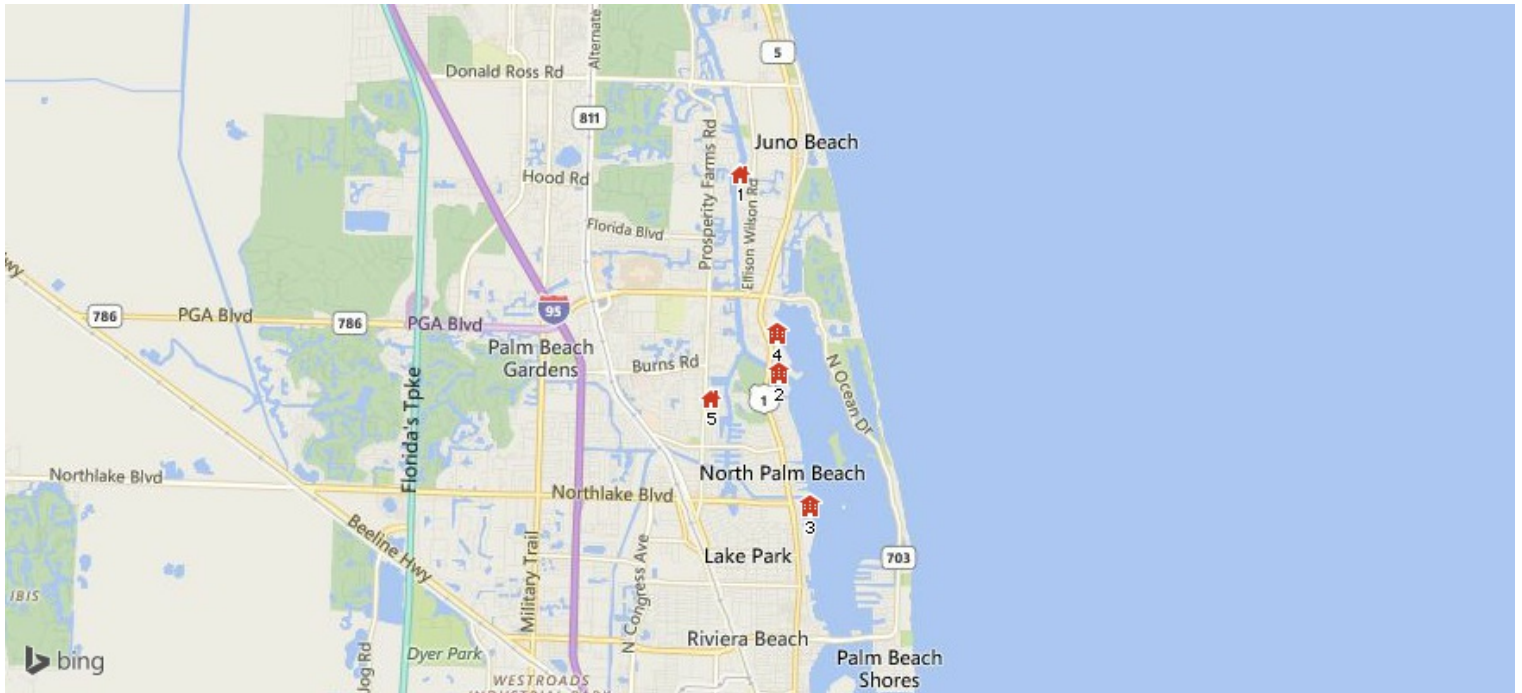 5
Donald Ross Rd
Alternate
811
Juno Beach
Hood Rd
Prosperity Farms Rd
1
Ellison Wilson Rd
Florida Blvd
wy
786
PGA Blvd
786
PGA Blvd
95
4
Palm Beach
Gardens
Burns Rd
N Ocean Dr
2
1
5
Florida's Tpke
North Palm Beach
Northlake Blvd
Northlake Blvd
3
Beeline Hwy
Military Trail
N Congress Ave
Lake Park
703
IBIS
Riviera Beach
Jog Rd
Dyer Park
Palm Beach
Shores
WESTROADS
INDUSTRIAL PARK
bing